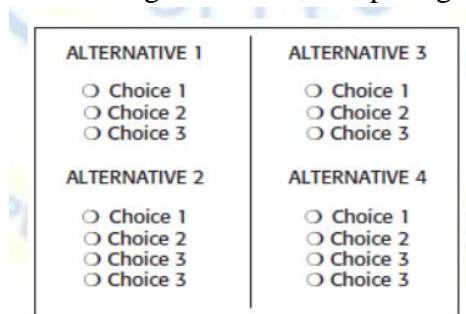 ALTERNATIVE 1
○ Choice 1
○ Choice 2
○ Choice 3
ALTERNATIVE 2
○ Choice 1
○ Choice 2
○ Choice 3
○ Choice 3
ALTERNATIVE 3
○ Choice 1
○ Choice 2
○ Choice 3
ALTERNATIVE 4
○ Choice 1
○ Choice 2
○ Choice 3
○ Choice 3